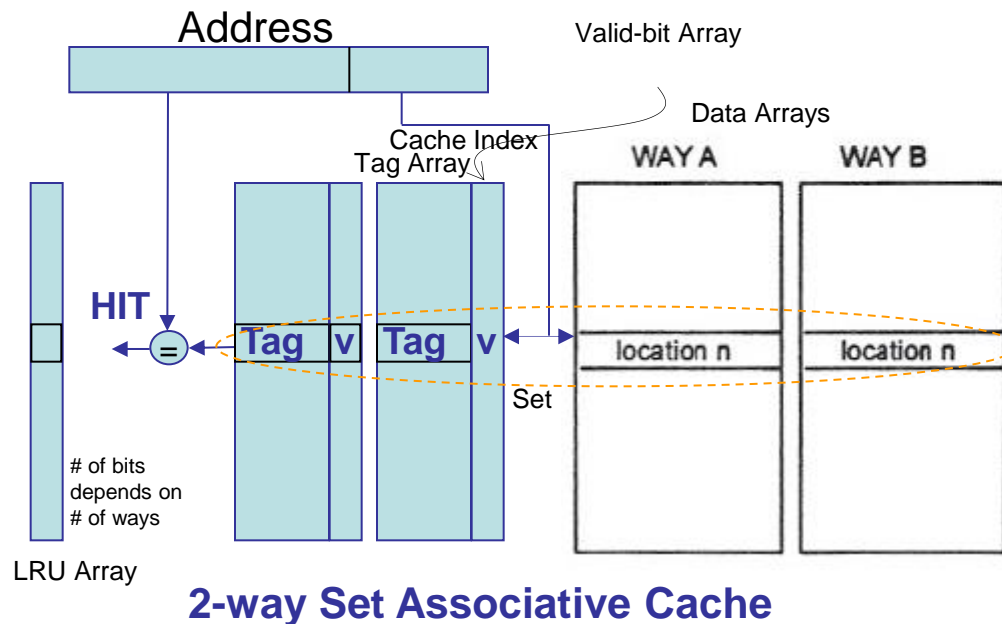 Address
Valid-bit Array
Data Arrays
Cache Index
Tag Array
WAY A
WAY B
HIT
=
Tag
v
Tag
v
location n
location n
Set
# of bits
depends on
# of ways
LRU Array
2-way Set Associative Cache